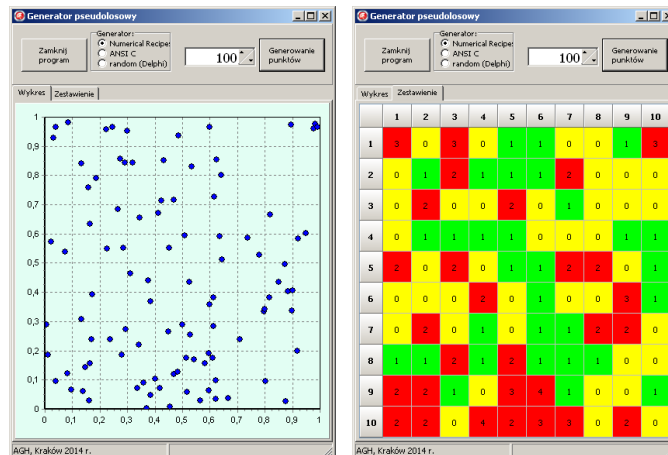 Generator pseudolosowy
Zamknij program
Generator:
Numerical Recipes
ANSI C
random (Delphi)
100
Generowanie punktów
Wykres Zestawienie
1
0,9
0,8
0,7
0,6
0,5
0,4
0,3
0,2
0,1
0
0 0,1 0,2 0,3 0,4 0,5 0,6 0,7 0,8 0,9 1
AGH, Kraków 2014 r.
Generator pseudolosowy
Zamknij program
Generator:
Numerical Recipes
ANSI C
random (Delphi)
100
Generowanie punktów
Wykres Zestawienie
1 2 3 4 5 6 7 8 9 10
1 3 0 3 0 1 1 0 0 1 3
2 0 1 2 1 1 1 2 0 0 0
3 0 2 0 0 2 0 1 0 0 0
4 0 1 1 1 1 0 0 0 1 1
5 2 0 2 0 1 1 2 2 0 1
6 0 0 0 2 0 1 0 0 3 1
7 0 2 0 1 0 1 1 2 2 0
8 1 1 2 1 2 1 1 1 0 0
9 2 2 1 0 3 4 1 0 0 1
10 2 2 0 4 2 3 3 0 2 0
AGH, Kraków 2014 r.